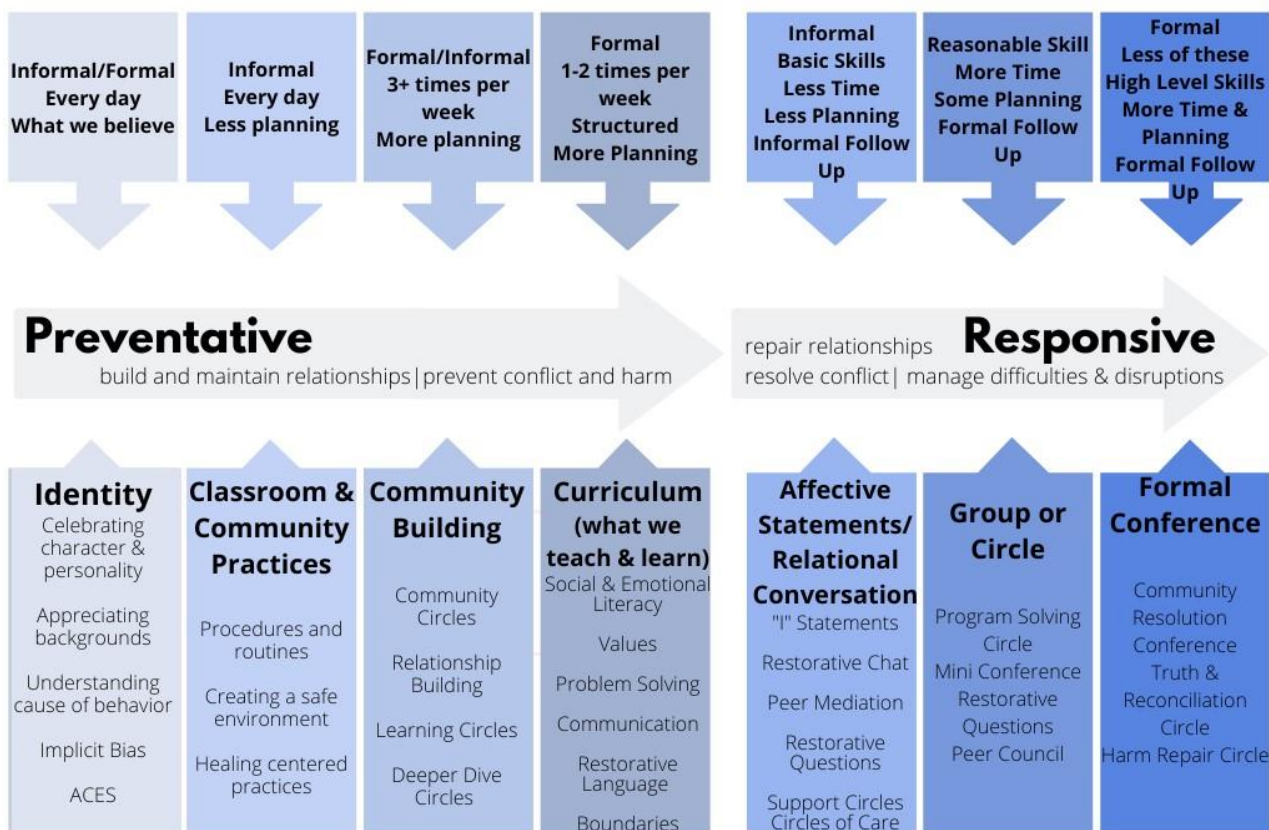 Informal/Formal
Every day
What we believe
Informal
Every day
Less planning
Formal/Informal
3+ times per
week
More planning
Formal
1-2 times per
week
Structured
More Planning
Informal
Basic Skills
Less Time
Less Planning
Informal Follow
Up
Reasonable Skill
More Time
Some Planning
Formal Follow
Up
Formal
Less of these
High Level Skills
More Time &
Planning
Formal Follow
Up
Preventative
build and maintain relationships|prevent conflict and harm
repair relationships Responsive
resolve conflict| manage difficulties & disruptions
Identity
Celebrating
character &
personality
Appreciating
backgrounds
Understanding
cause of behavior
Implicit Bias
ACES
Classroom &
Community
Practices
Procedures and
routines
Creating a safe
environment
Healing centered
practices
Community
Building
Community
Circles
Relationship
Building
Learning Circles
Deeper Dive
Circles
Curriculum
(what we
teach & learn)
Social & Emotional
Literacy
Values
Problem Solving
Communication
Restorative
Language
Boundaries
Affective
Statements/
Relational
Conversation
"I" Statements
Restorative Chat
Peer Mediation
Restorative
Questions
Support Circles
Circles of Care
Group or
Circle
Program Solving
Circle
Mini Conference
Restorative
Questions
Peer Council
Formal
Conference
Community
Resolution
Conference
Truth &
Reconciliation
Circle
Harm Repair Circle